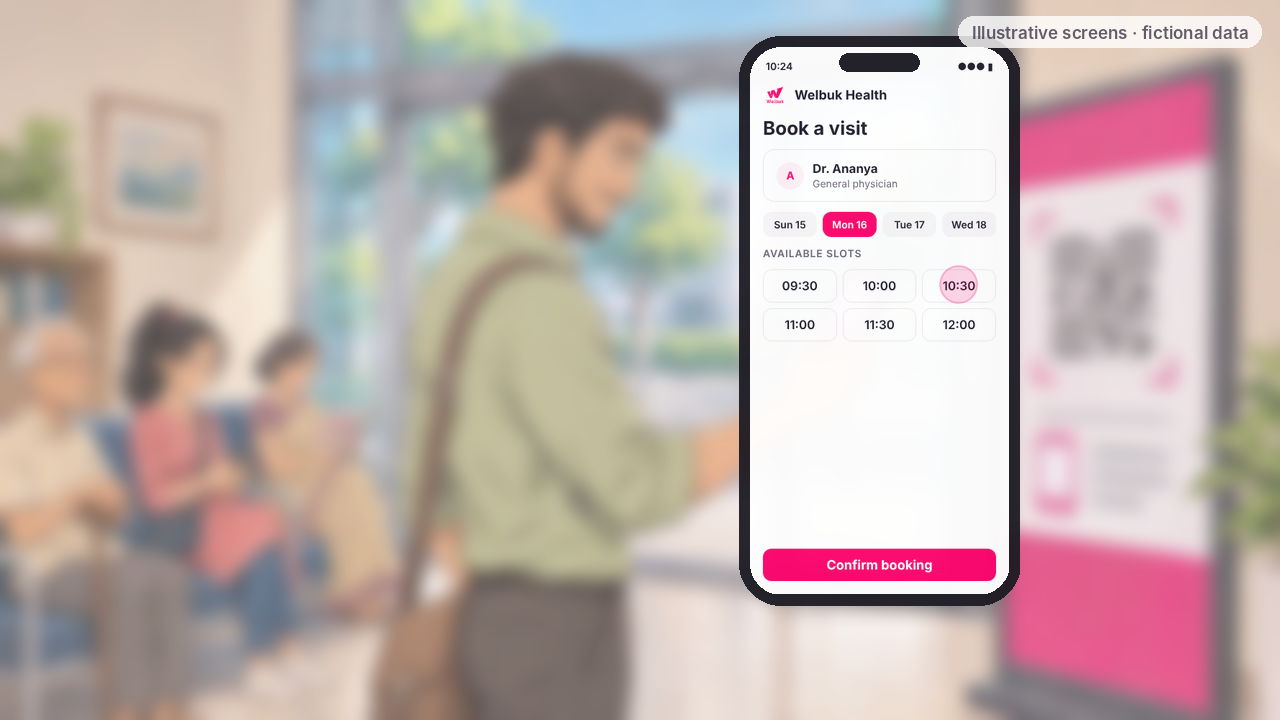 Illustrative screens · fictional data
10:24
Welbuk
Welbuk Health
Book a visit
A
Dr. Ananya
General physician
Sun 15
Mon 16
Tue 17
Wed 18
AVAILABLE SLOTS
09:30
10:00
10:30
11:00
11:30
12:00
Confirm booking